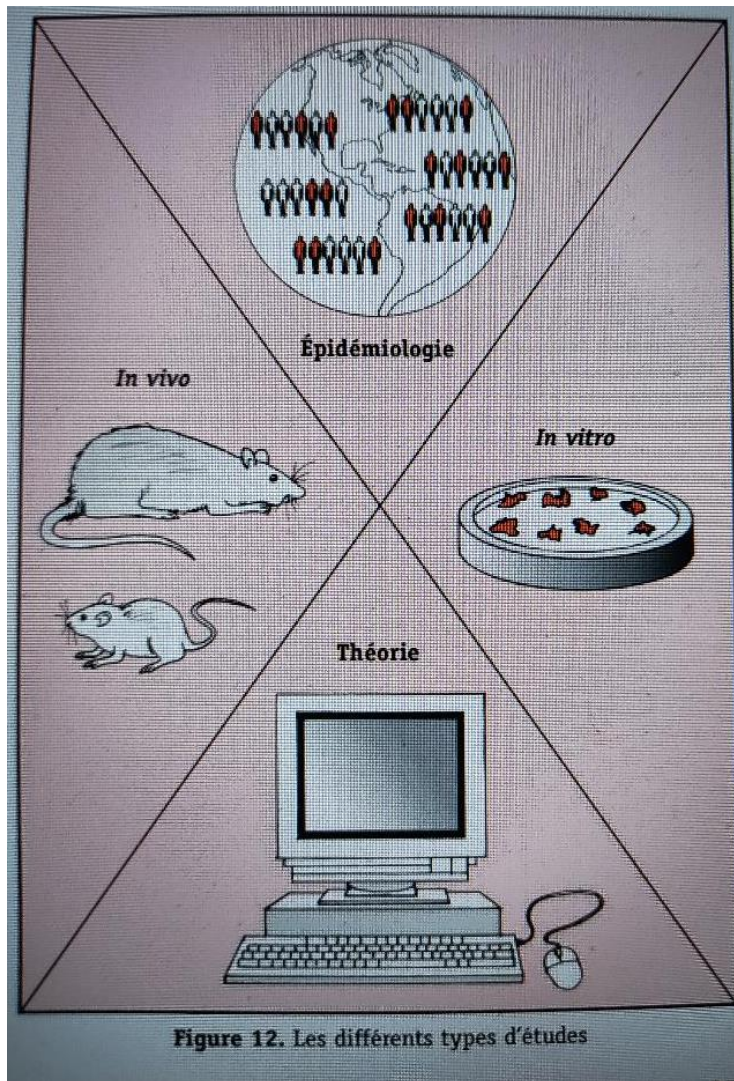 Épidémiologie
In vivo
In vitro
Théorie
Figure 12. Les différents types d'études